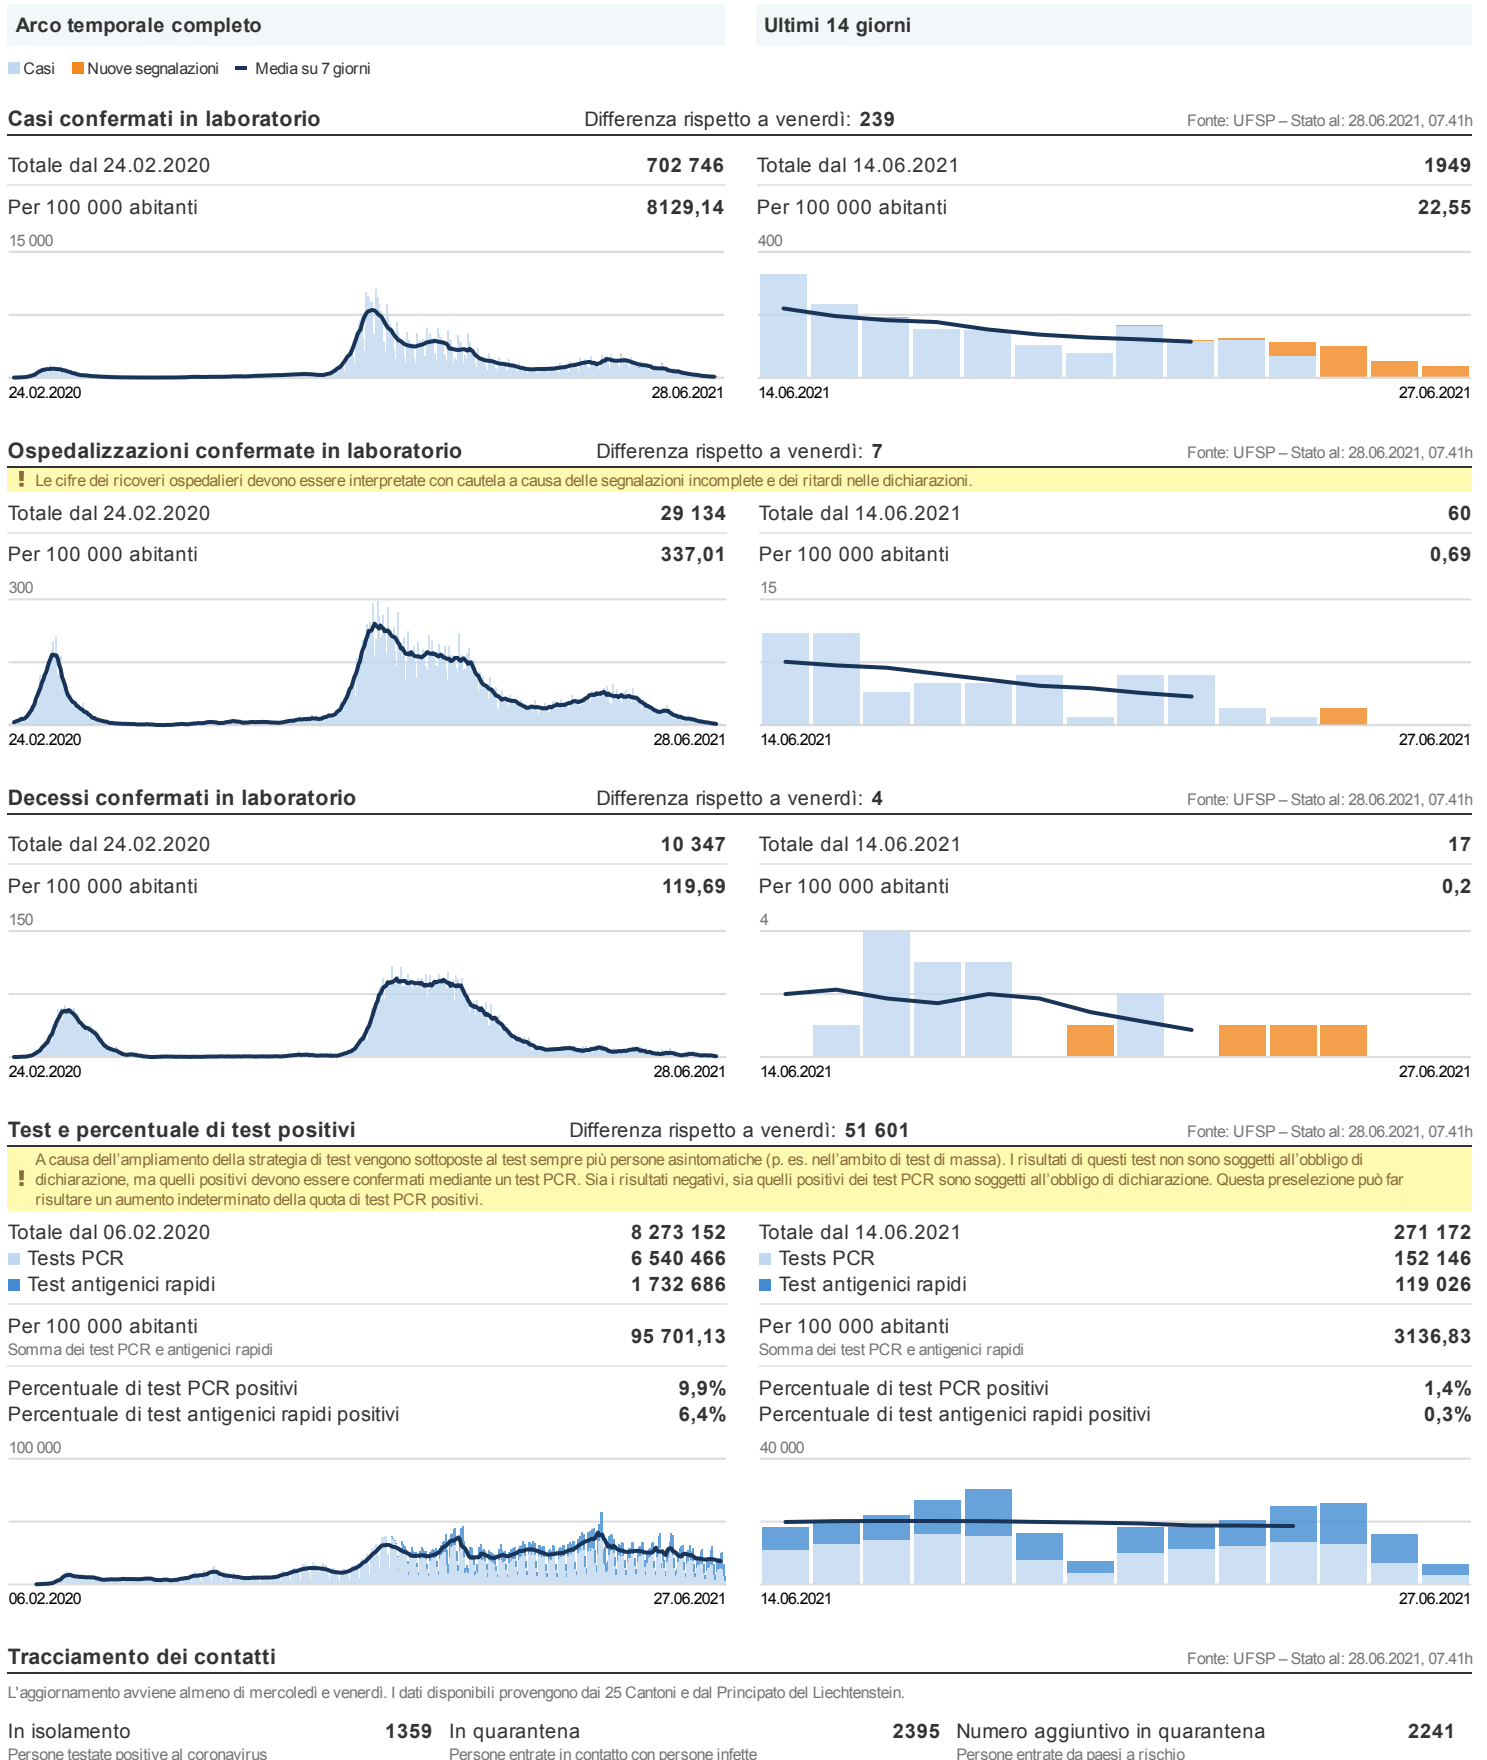 Arco temporale completo
Ultimi 14 giorni
Casi Nuove segnalazioni Media su 7 giorni
Casi confermati in laboratorio Differenza rispetto a venerdì: 239 Fonte: UFSP – Stato al: 28.06.2021, 07.41h
Totale dal 24.02.2020 702 746
Per 100 000 abitanti 8129,14
15 000
24.02.2020 28.06.2021
Totale dal 14.06.2021 1949
Per 100 000 abitanti 22,55
400
14.06.2021 27.06.2021
Ospedalizzazioni confermate in laboratorio Differenza rispetto a venerdì: 7 Fonte: UFSP – Stato al: 28.06.2021, 07.41h
! Le cifre dei ricoveri ospedalieri devono essere interpretate con cautela a causa delle segnalazioni incomplete e dei ritardi nelle dichiarazioni.
Totale dal 24.02.2020 29 134
Per 100 000 abitanti 337,01
300
24.02.2020 28.06.2021
Totale dal 14.06.2021 60
Per 100 000 abitanti 0,69
15
14.06.2021 27.06.2021
Decessi confermati in laboratorio Differenza rispetto a venerdì: 4 Fonte: UFSP – Stato al: 28.06.2021, 07.41h
Totale dal 24.02.2020 10 347
Per 100 000 abitanti 119,69
150
24.02.2020 28.06.2021
Totale dal 14.06.2021 17
Per 100 000 abitanti 0,2
4
14.06.2021 27.06.2021
Test e percentuale di test positivi Differenza rispetto a venerdì: 51 601 Fonte: UFSP – Stato al: 28.06.2021, 07.41h
A causa dell'ampliamento della strategia di test vengono sottoposte al test sempre più persone asintomatiche (p. es. nell'ambito di test di massa). I risultati di questi test non sono soggetti all'obbligo di
! dichiarazione, ma quelli positivi devono essere confermati mediante un test PCR. Sia i risultati negativi, sia quelli positivi dei test PCR sono soggetti all'obbligo di dichiarazione. Questa preselezione può far
risultare un aumento indeterminato della quota di test PCR positivi.
Totale dal 06.02.2020 8 273 152
Tests PCR 6 540 466
Test antigenici rapidi 1 732 686
Per 100 000 abitanti 95 701,13
Somma dei test PCR e antigenici rapidi
Percentuale di test PCR positivi 9,9%
Percentuale di test antigenici rapidi positivi 6,4%
100 000
06.02.2020 27.06.2021
Totale dal 14.06.2021 271 172
Tests PCR 152 146
Test antigenici rapidi 119 026
Per 100 000 abitanti 3136,83
Somma dei test PCR e antigenici rapidi
Percentuale di test PCR positivi 1,4%
Percentuale di test antigenici rapidi positivi 0,3%
40 000
14.06.2021 27.06.2021
Tracciamento dei contatti Fonte: UFSP – Stato al: 28.06.2021, 07.41h
L'aggiornamento avviene almeno di mercoledì e venerdì. I dati disponibili provengono dai 25 Cantoni e dal Principato del Liechtenstein.
In isolamento 1359
Persone testate positive al coronavirus
In quarantena 2395
Persone entrate in contatto con persone infette
Numero aggiuntivo in quarantena 2241
Persone entrate da paesi a rischio